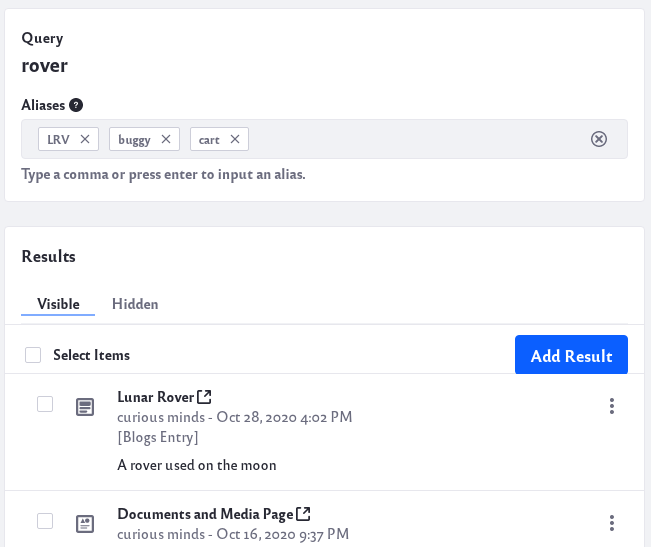 Query
rover
Aliases ?
LRV buggy cart
Type a comma or press enter to input an alias.
Results
Visible Hidden
Select Items Add Result
Lunar Rover
curious minds - Oct 28, 2020 4:02 PM
[Blogs Entry]
A rover used on the moon
Documents and Media Page
curious minds - Oct 16, 2020 9:37 PM